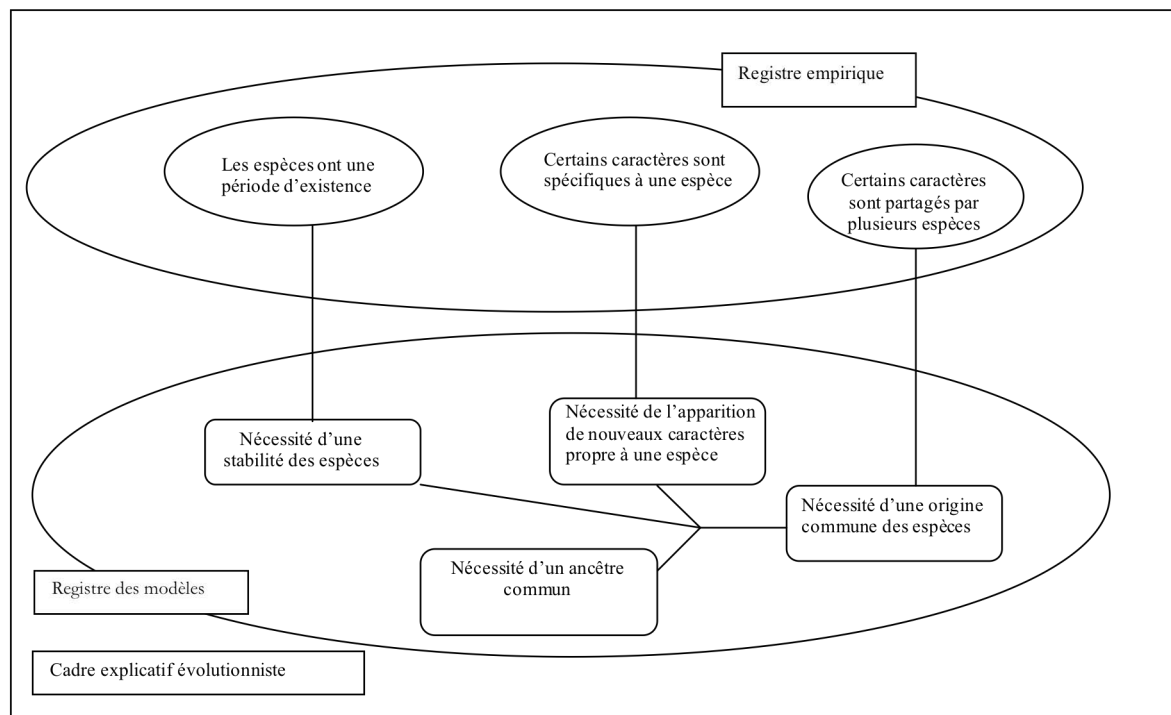 Registre empirique
Les espèces ont une
période d’existence
Certains caractères sont
spécifiques à une espèce
Certains caractères
sont partagés par
plusieurs espèces
Nécessité d’une
stabilité des espèces
Nécessité de l’apparition
de nouveaux caractères
propre à une espèce
Nécessité d’une origine
commune des espèces
Nécessité d’un ancêtre
commun
Registre des modèles
Cadre explicatif évolutionniste